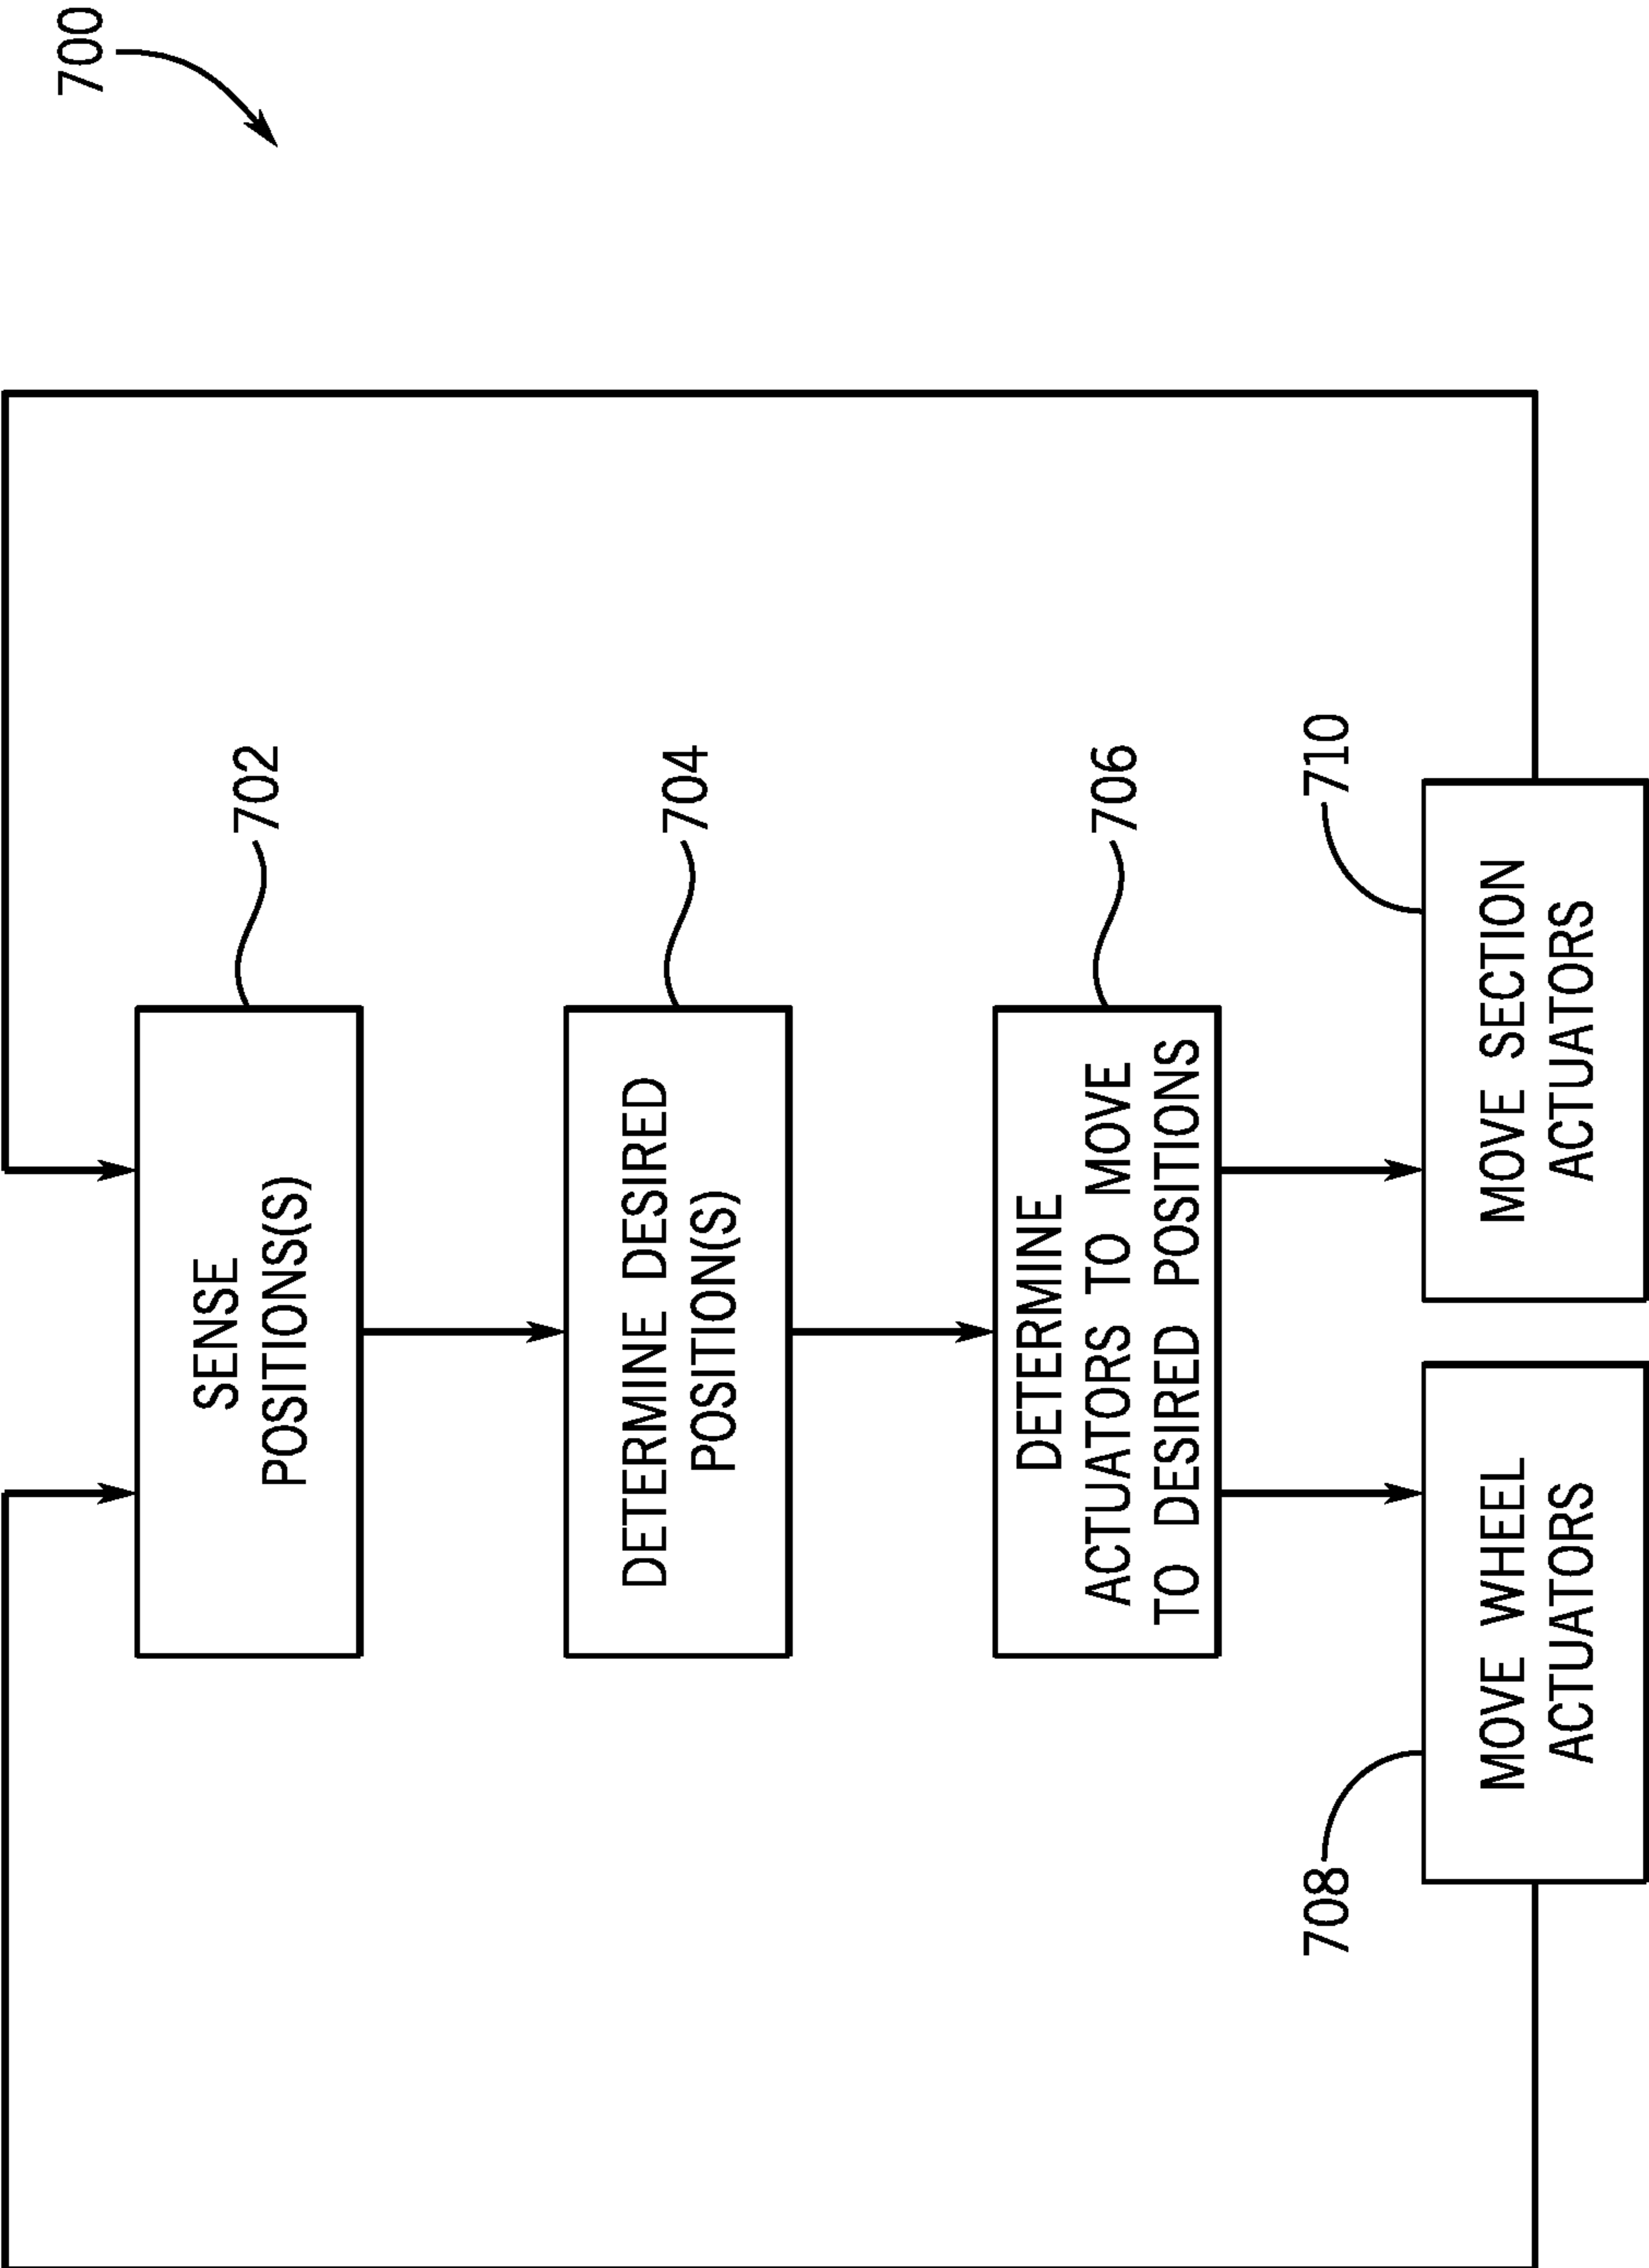 700
SENSE
POSITIONS(S)
702
DETERMINE DESIRED
POSITION(S)
704
DETERMINE
ACTUATORS TO MOVE
TO DESIRED POSITIONS
706
708
MOVE WHEEL
ACTUATORS
710
MOVE SECTION
ACTUATORS